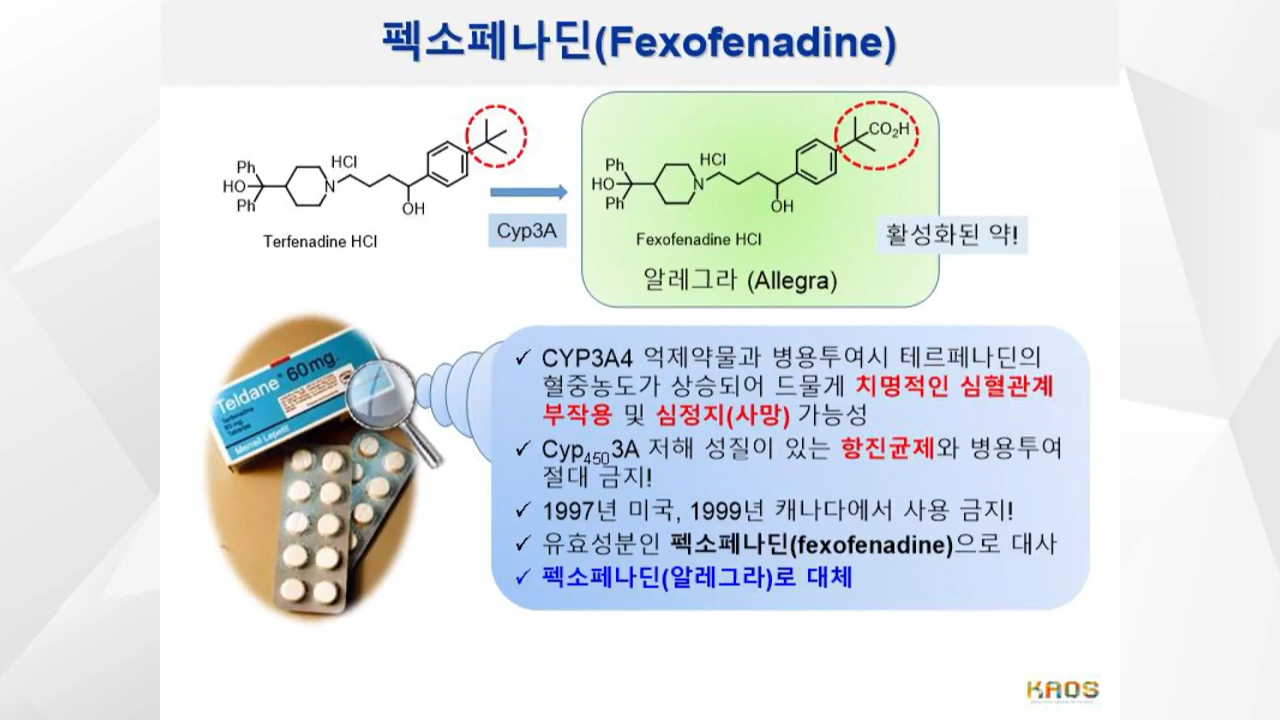 펙소페나딘(Fexofenadine)
Ph
HCl
HO
N
Ph
OH
Terfenadine HCl
Cyp3A
CO₂H
Ph
HCl
HO
N
Ph
OH
Fexofenadine HCl
활성화된 약!
알레그라 (Allegra)
Teldane® 60mg.
Terfenadine
60 mg
Tablets
Merrell Lepetit
✓ CYP3A4 억제약물과 병용투여시 테르페나딘의
혈중농도가 상승되어 드물게 치명적인 심혈관계
부작용 및 심정지(사망) 가능성
✓ Cyp₄₅₀3A 저해 성질이 있는 항진균제와 병용투여
절대 금지!
✓ 1997년 미국, 1999년 캐나다에서 사용 금지!
✓ 유효성분인 펙소페나딘(fexofenadine)으로 대사
✓ 펙소페나딘(알레그라)로 대체
KAOS